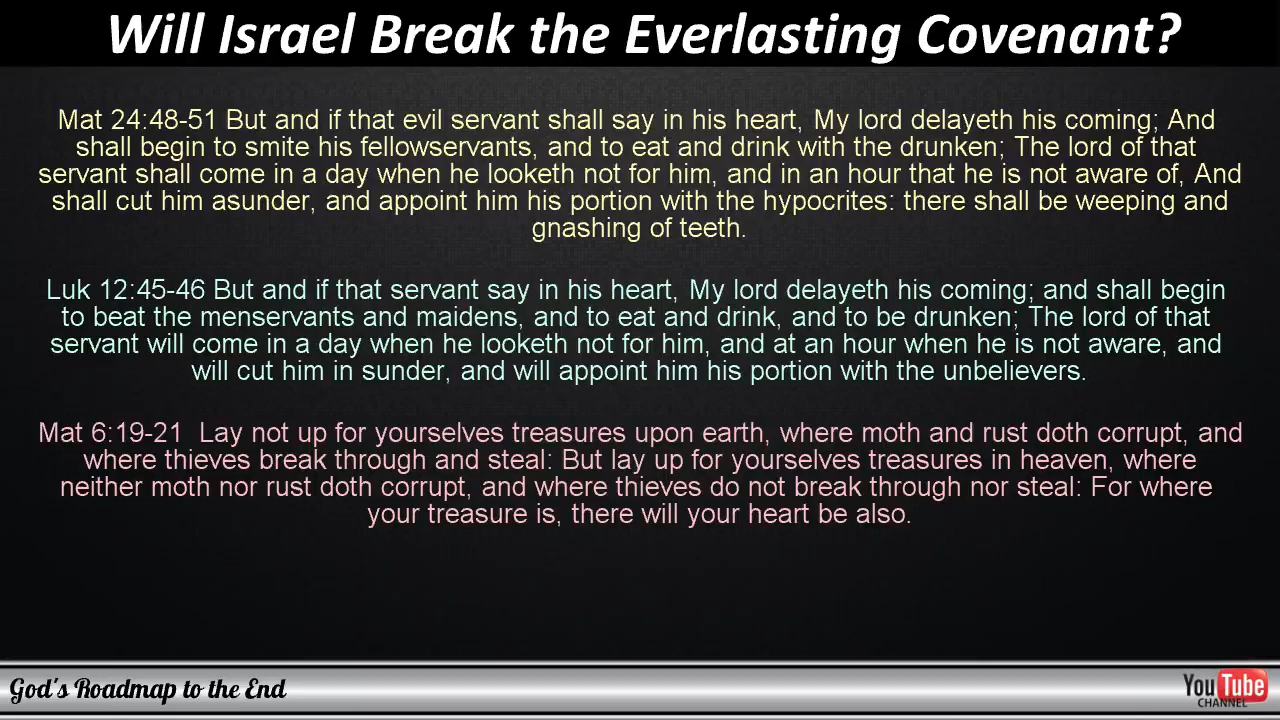 Will Israel Break the Everlasting Covenant?
Mat 24:48-51 But and if that evil servant shall say in his heart, My lord delayeth his coming; And
shall begin to smite his fellowservants, and to eat and drink with the drunken; The lord of that
servant shall come in a day when he looketh not for him, and in an hour that he is not aware of, And
shall cut him asunder, and appoint him his portion with the hypocrites: there shall be weeping and
gnashing of teeth.
Luk 12:45-46 But and if that servant say in his heart, My lord delayeth his coming; and shall begin
to beat the menservants and maidens, and to eat and drink, and to be drunken; The lord of that
servant will come in a day when he looketh not for him, and at an hour when he is not aware, and
will cut him in sunder, and will appoint him his portion with the unbelievers.
Mat 6:19-21 Lay not up for yourselves treasures upon earth, where moth and rust doth corrupt, and
where thieves break through and steal: But lay up for yourselves treasures in heaven, where
neither moth nor rust doth corrupt, and where thieves do not break through nor steal: For where
your treasure is, there will your heart be also.
God's Roadmap to the End
YouTube
CHANNEL